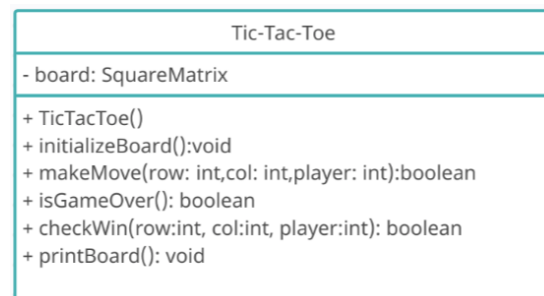 Tic-Tac-Toe
- board: SquareMatrix
+ TicTacToe()
+ initializeBoard():void
+ makeMove(row: int,col: int,player: int):boolean
+ isGameOver(): boolean
+ checkWin(row:int, col:int, player:int): boolean
+ printBoard(): void